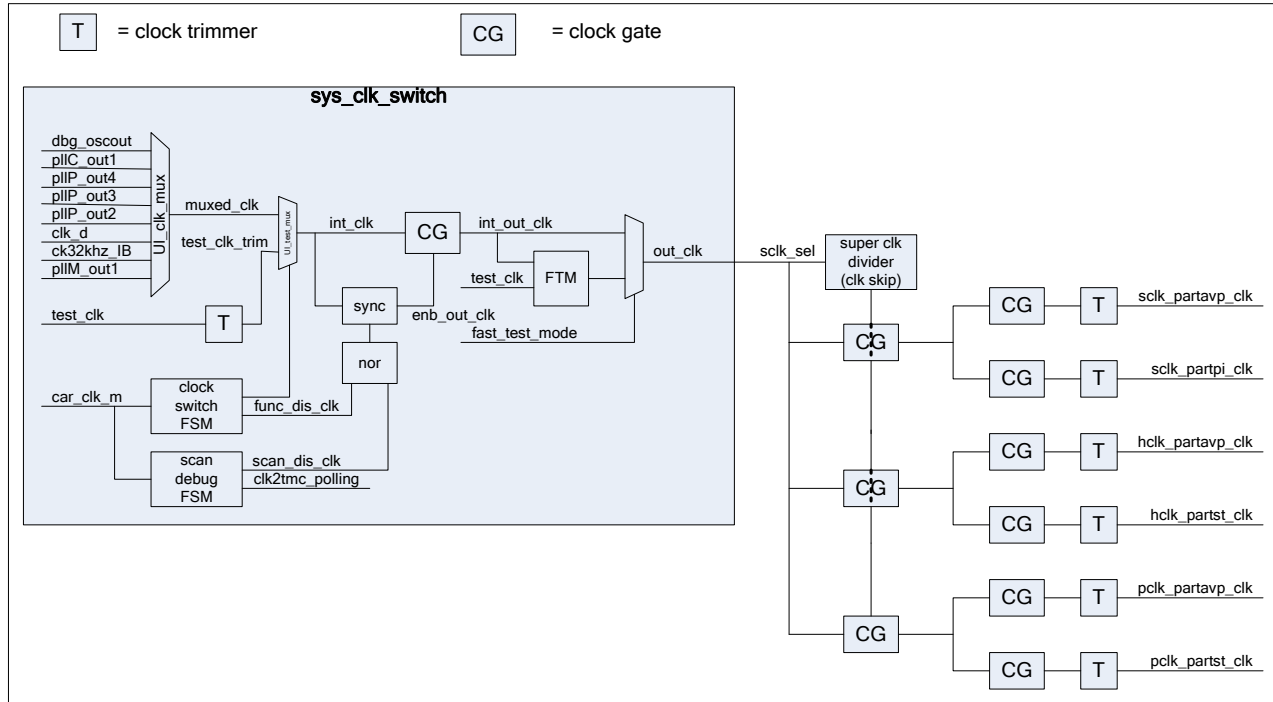 T = clock trimmer
CG = clock gate
sys_clk_switch
dbg_oscout
pllC_out1
pllP_out4
pllP_out3
pllP_out2
clk_d
ck32khz_IB
pllM_out1
UI_clk_mux
muxed_clk
test_clk_trim
UI_test_mux
test_clk
T
int_clk
CG
int_out_clk
test_clk
FTM
sync
enb_out_clk
fast_test_mode
nor
out_clk
car_clk_m
clock
switch
FSM
func_dis_clk
scan
debug
FSM
scan_dis_clk
clk2tmc_polling
sclk_sel
super clk
divider
(clk skip)
CG
CG T sclk_partavp_clk
CG T sclk_partpi_clk
CG
CG T hclk_partavp_clk
CG T hclk_partst_clk
CG
CG T pclk_partavp_clk
CG T pclk_partst_clk